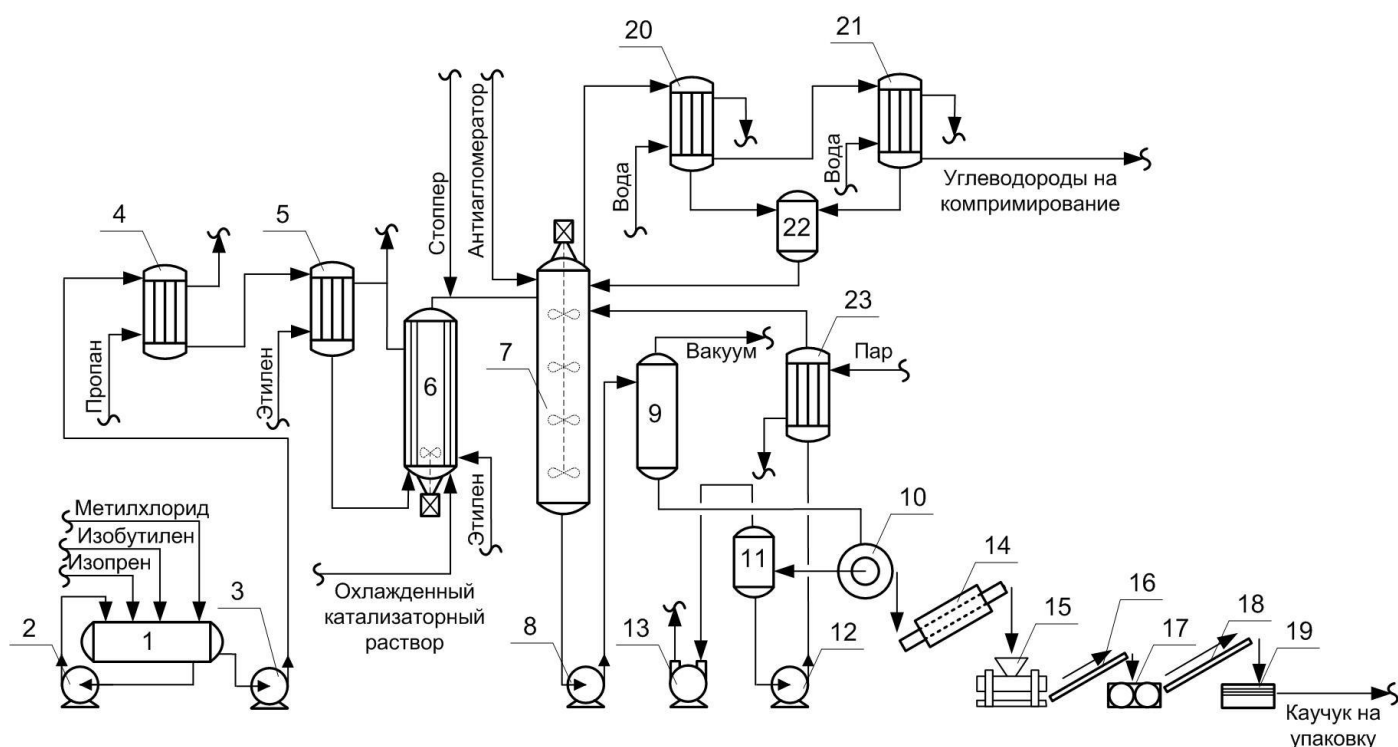 20
21
Стоппер
Антиагломератор
Вода
Вода
Углеводороды на
компримирование
4
5
22
23
Пропан
Этилен
6
7
Вакуум
Пар
9
Метилхлорид
Изобутилен
Изопрен
Этилен
10
11
14
2
1
3
Охлажденный
катализаторный
раствор
8
13
12
15
16
17
18
19
Каучук на
упаковку